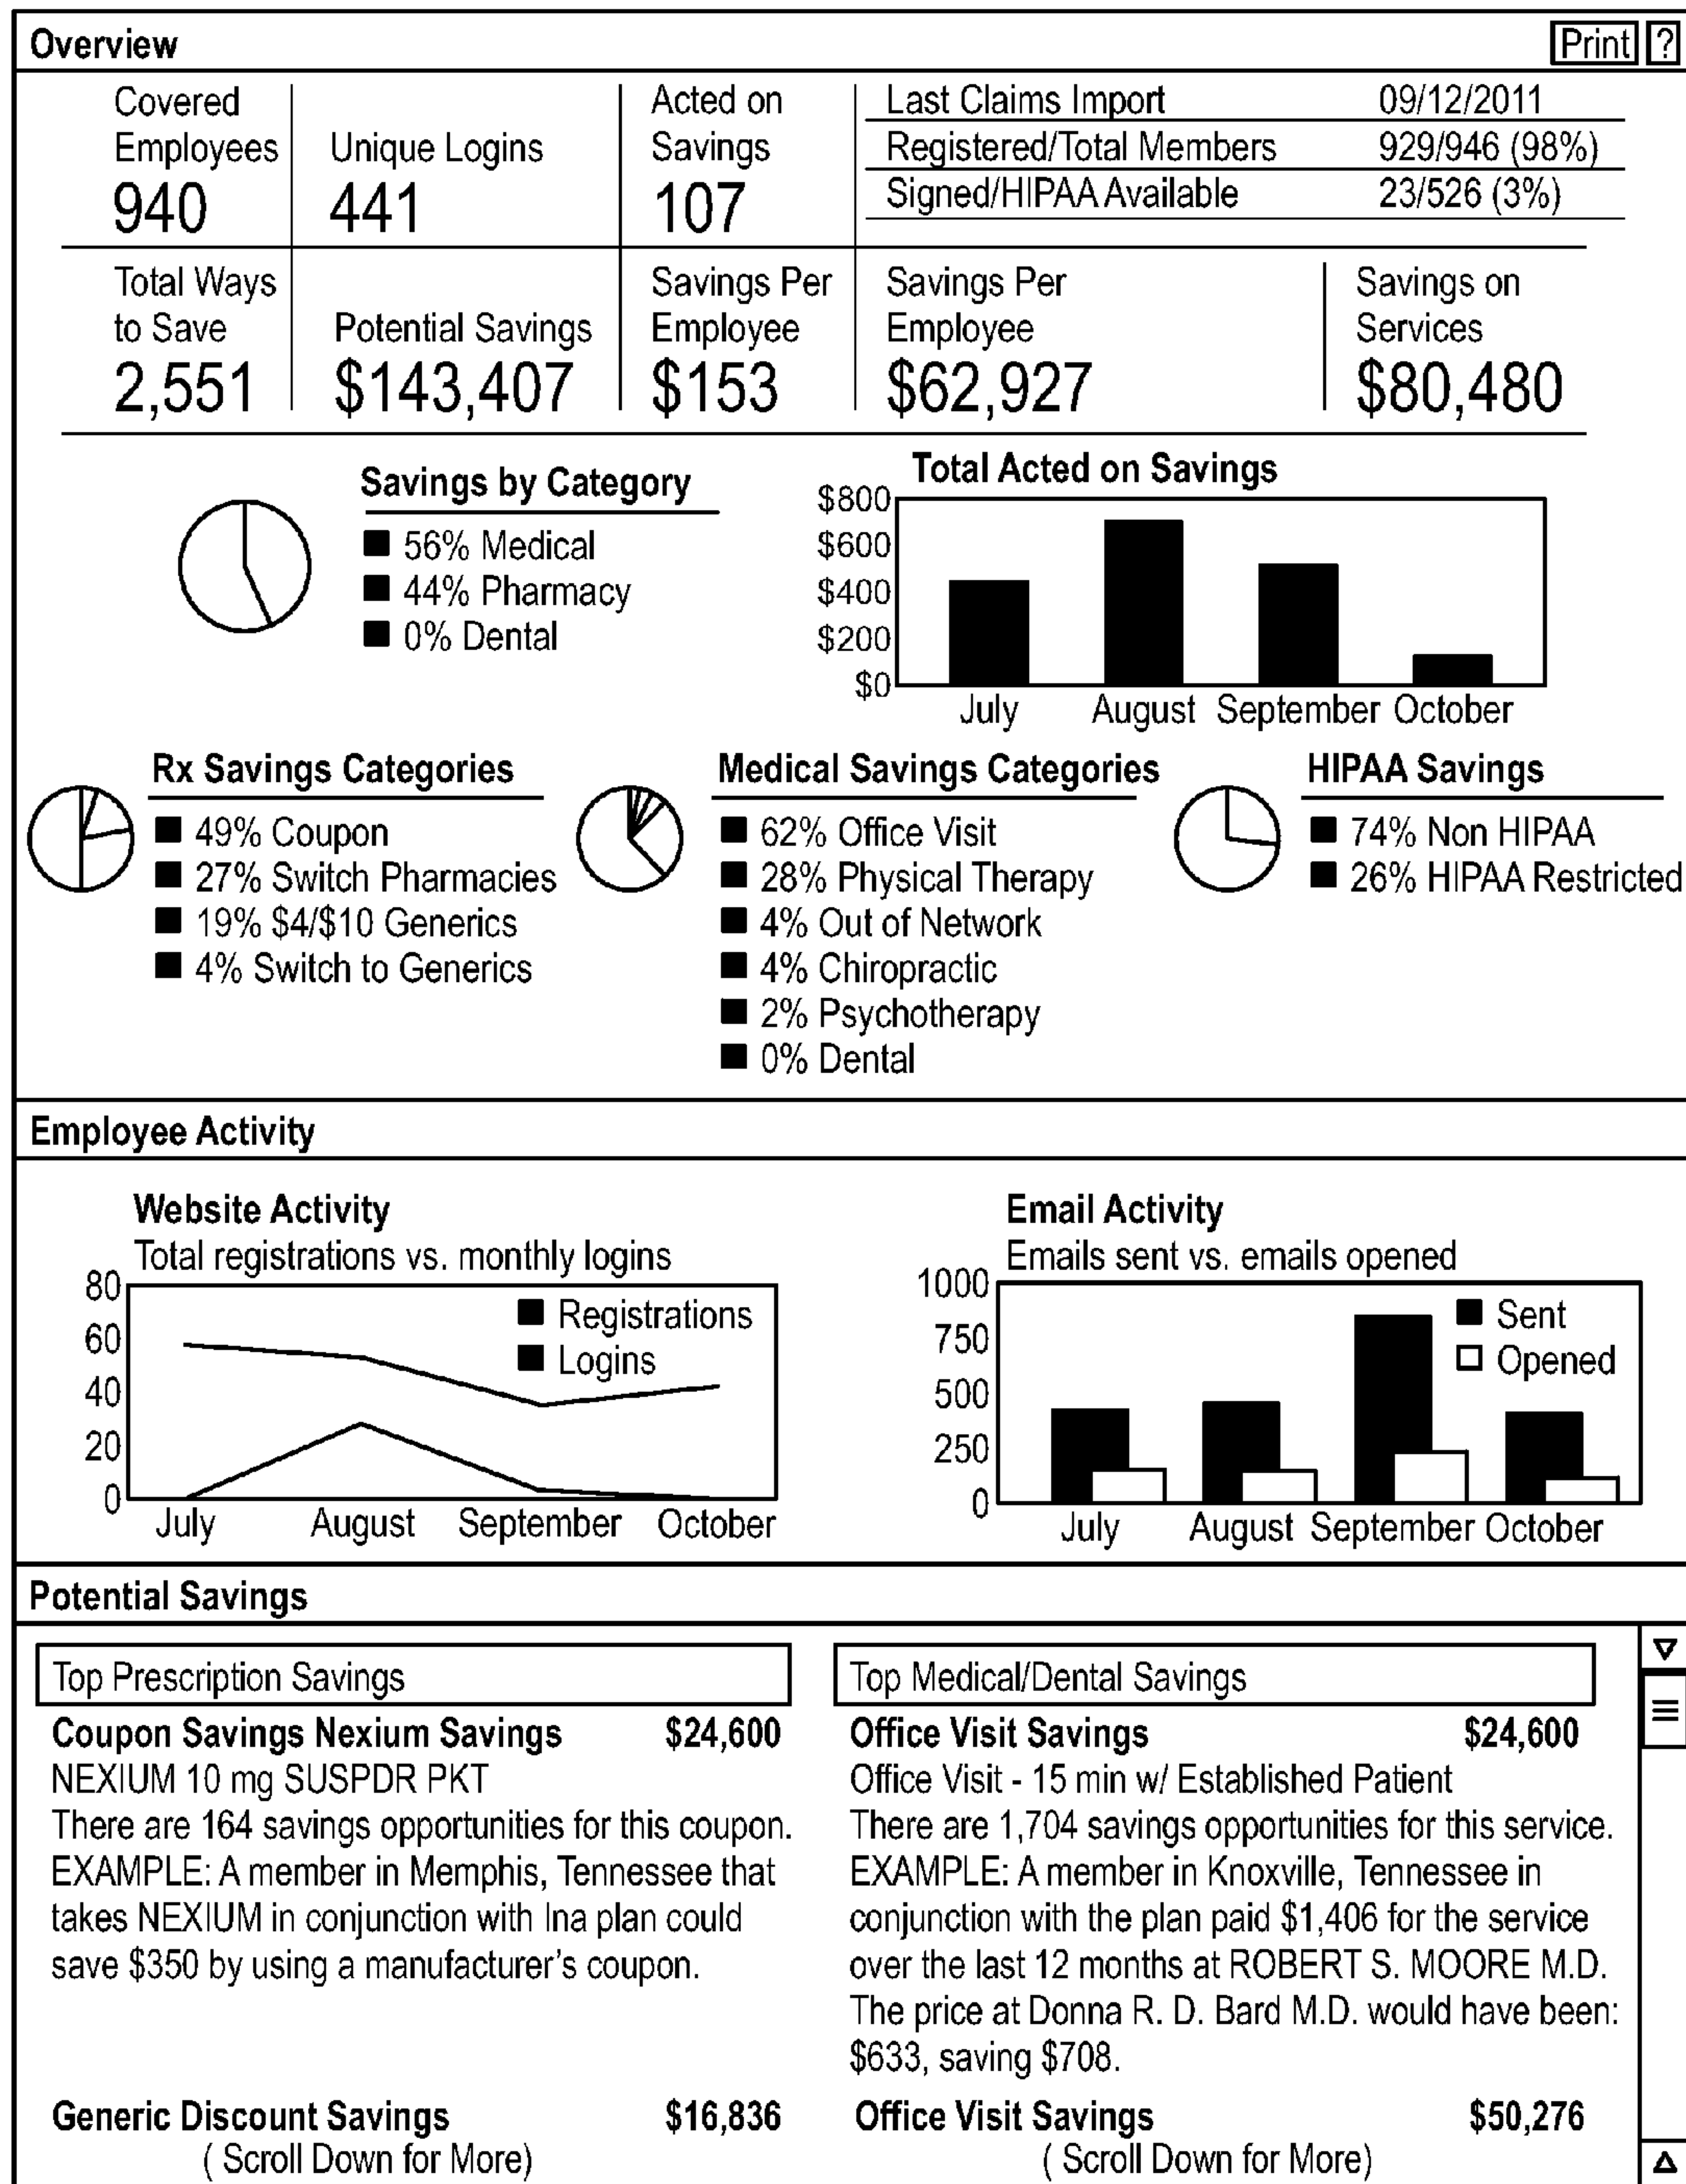 Overview
Print ?
Covered
Employees
940
Unique Logins
441
Acted on
Savings
107
Last Claims Import 09/12/2011
Registered/Total Members 929/946 (98%)
Signed/HIPAA Available 23/526 (3%)
Total Ways
to Save
2,551
Potential Savings
$143,407
Savings Per
Employee
$153
Savings Per
Employee
$62,927
Savings on
Services
$80,480
Savings by Category
56% Medical
44% Pharmacy
0% Dental
Total Acted on Savings
$800
$600
$400
$200
$0
July August September October
Rx Savings Categories
49% Coupon
27% Switch Pharmacies
19% $4/$10 Generics
4% Switch to Generics
Medical Savings Categories
62% Office Visit
28% Physical Therapy
4% Out of Network
4% Chiropractic
2% Psychotherapy
0% Dental
HIPAA Savings
74% Non HIPAA
26% HIPAA Restricted
Employee Activity
Website Activity
Total registrations vs. monthly logins
80
60
40
20
0
Registrations
Logins
July August September October
Email Activity
Emails sent vs. emails opened
1000
750
500
250
0
Sent
Opened
July August September October
Potential Savings
Top Prescription Savings
Coupon Savings Nexium Savings $24,600
NEXIUM 10 mg SUSPDR PKT
There are 164 savings opportunities for this coupon.
EXAMPLE: A member in Memphis, Tennessee that
takes NEXIUM in conjunction with Ina plan could
save $350 by using a manufacturer's coupon.
Generic Discount Savings $16,836
( Scroll Down for More)
Top Medical/Dental Savings
Office Visit Savings $24,600
Office Visit - 15 min w/ Established Patient
There are 1,704 savings opportunities for this service.
EXAMPLE: A member in Knoxville, Tennessee in
conjunction with the plan paid $1,406 for the service
over the last 12 months at ROBERT S. MOORE M.D.
The price at Donna R. D. Bard M.D. would have been:
$633, saving $708.
Office Visit Savings $50,276
( Scroll Down for More)